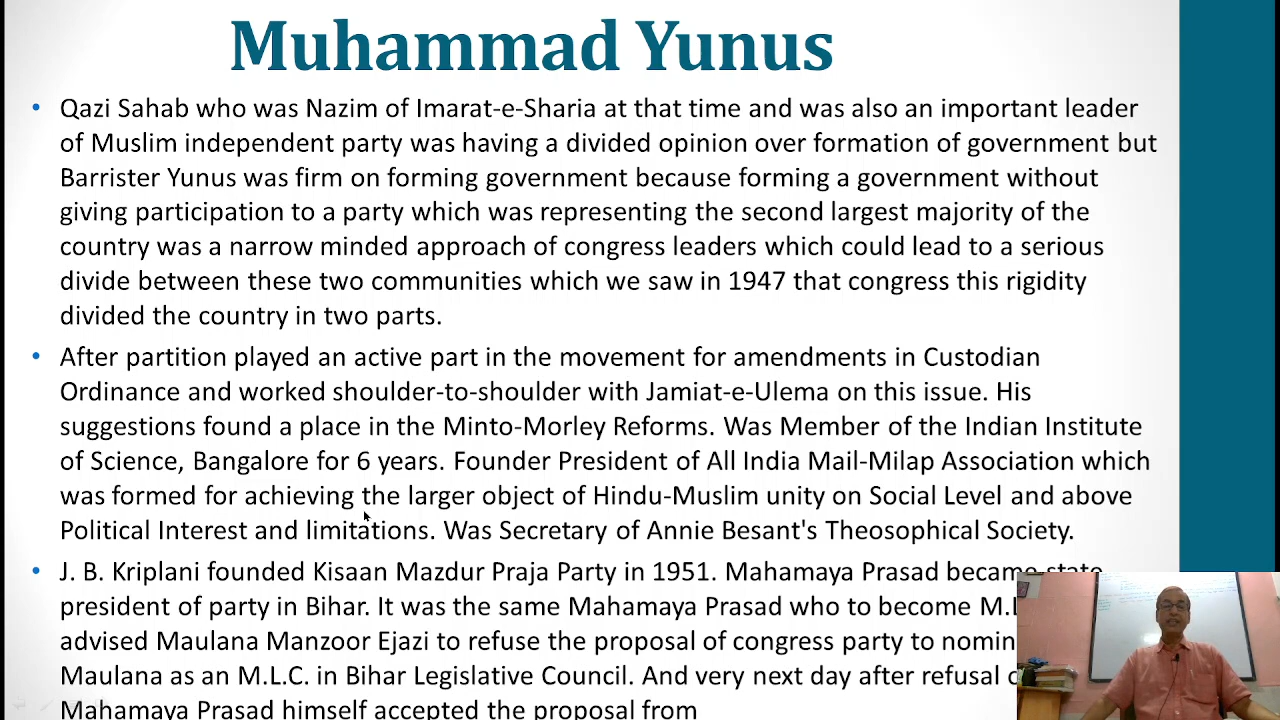 Muhammad Yunus
• Qazi Sahab who was Nazim of Imarat-e-Sharia at that time and was also an important leader
of Muslim independent party was having a divided opinion over formation of government but
Barrister Yunus was firm on forming government because forming a government without
giving participation to a party which was representing the second largest majority of the
country was a narrow minded approach of congress leaders which could lead to a serious
divide between these two communities which we saw in 1947 that congress this rigidity
divided the country in two parts.
• After partition played an active part in the movement for amendments in Custodian
Ordinance and worked shoulder-to-shoulder with Jamiat-e-Ulema on this issue. His
suggestions found a place in the Minto-Morley Reforms. Was Member of the Indian Institute
of Science, Bangalore for 6 years. Founder President of All India Mail-Milap Association which
was formed for achieving the larger object of Hindu-Muslim unity on Social Level and above
Political Interest and limitations. Was Secretary of Annie Besant's Theosophical Society.
• J. B. Kriplani founded Kisaan Mazdur Praja Party in 1951. Mahamaya Prasad became state
president of party in Bihar. It was the same Mahamaya Prasad who to become
advised Maulana Manzoor Ejazi to refuse the proposal of congress party to
Maulana as an M.L.C. in Bihar Legislative Council. And very next day after refusal
Mahamaya Prasad himself accepted the proposal from